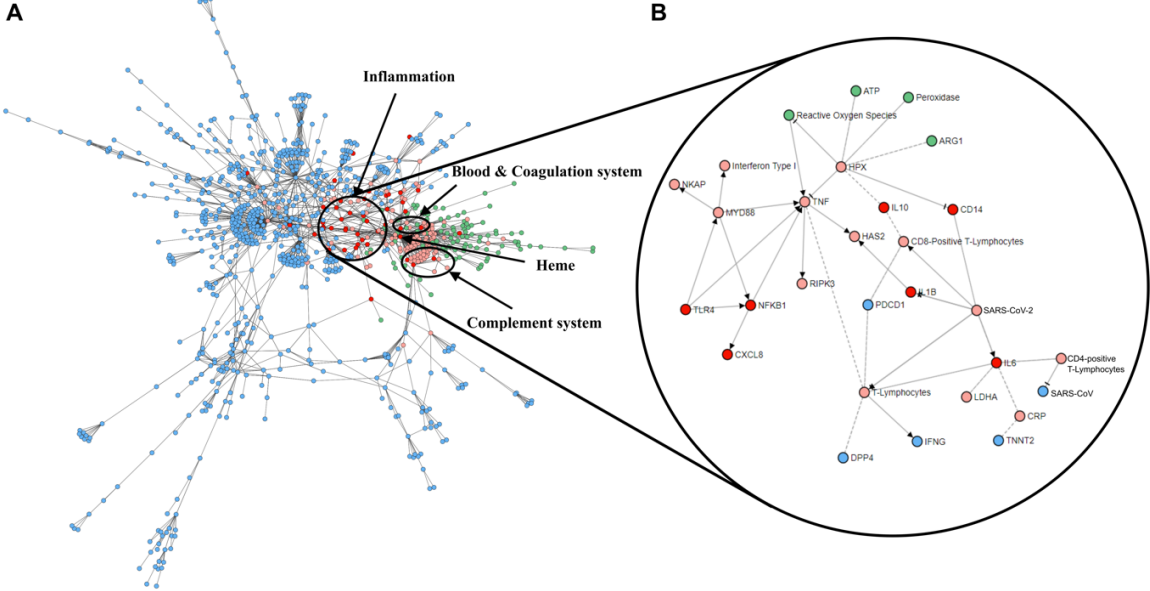 A
B
Inflammation
Blood & Coagulation system
Heme
Complement system
ATP
Peroxidase
Reactive Oxygen Species
ARG1
Interferon Type I
HPX
NKAP
TNF
IL10
CD14
MYD88
HAS2
CD8-Positive T-Lymphocytes
RIPK3
IL1B
PDCD1
SARS-CoV-2
TLR4
NFKB1
CXCL8
IL6
CD4-positive
T-Lymphocytes
T-Lymphocytes
LDHA
SARS-CoV
CRP
IFNG
TNNT2
DPP4